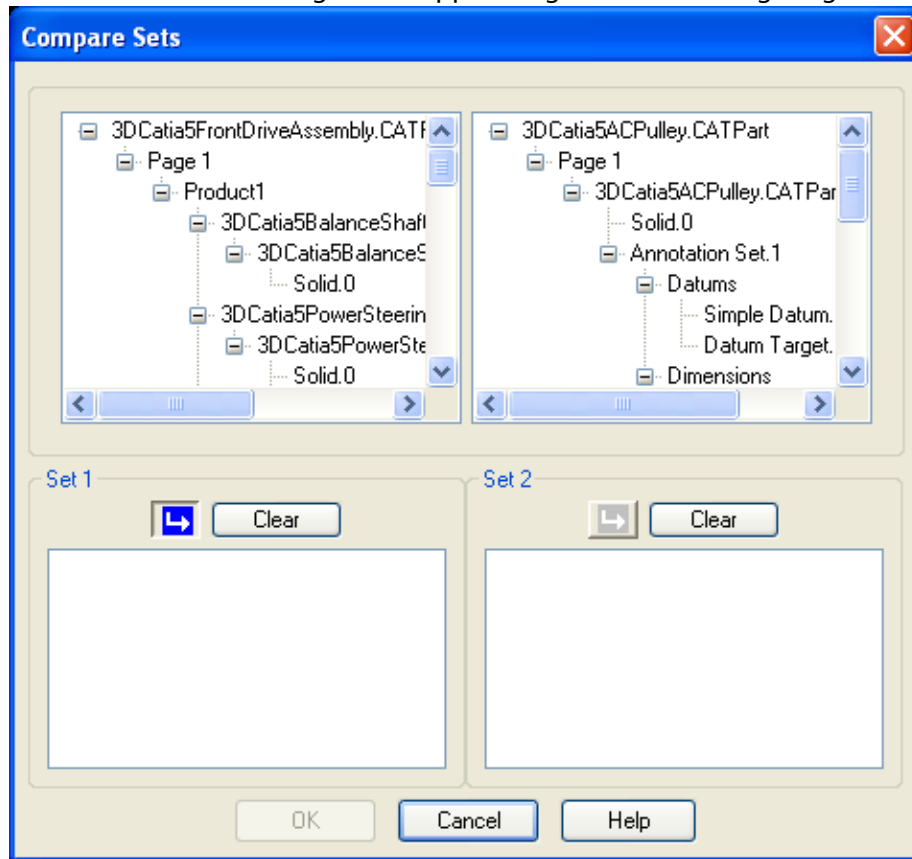 Compare Sets
3DCatia5FrontDriveAssembly.CATF
Page 1
Product1
3DCatia5BalanceShaft
3DCatia5BalanceS
Solid.0
3DCatia5PowerSteerin
3DCatia5PowerSte
Solid.0
3DCatia5ACPulley.CATPart
Page 1
3DCatia5ACPulley.CATPar
Solid.0
Annotation Set.1
Datums
Simple Datum.
Datum Target.
Dimensions
Set 1
Clear
Set 2
Clear
OK
Cancel
Help